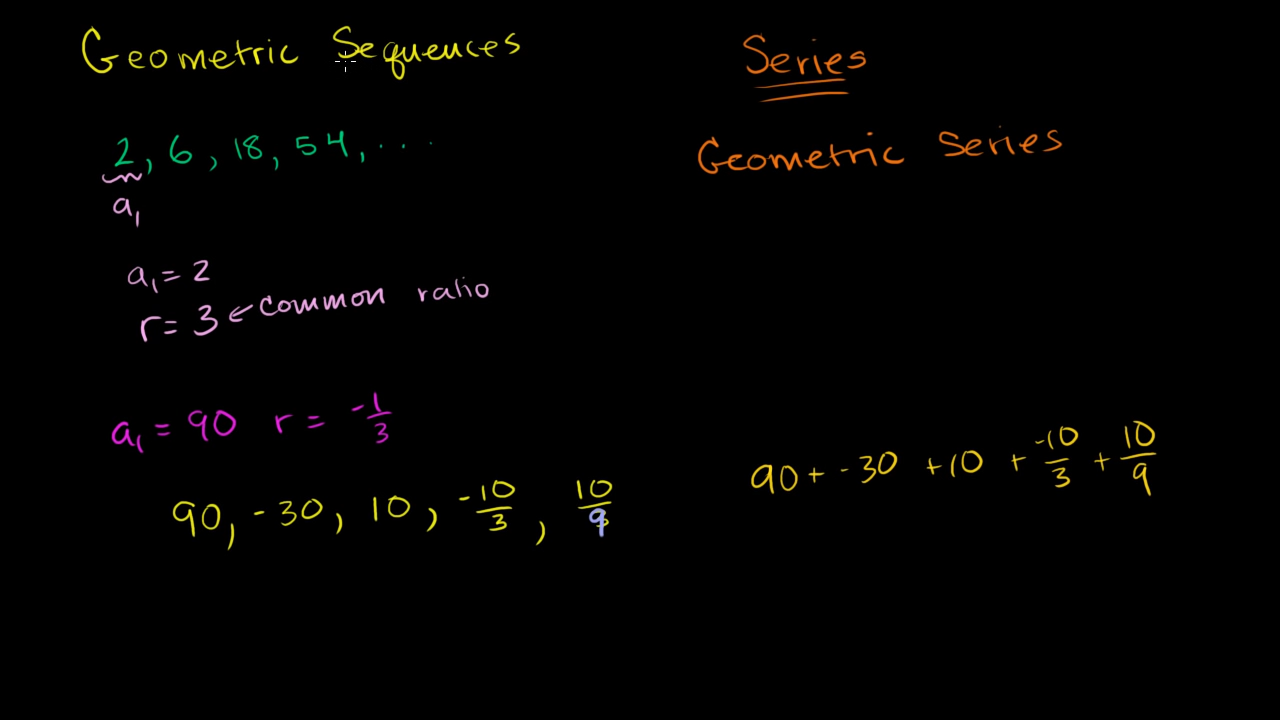 Geometric Sequences
2, 6, 18, 54, ...
a₁
a₁ = 2
r = 3 ← common ratio
a₁ = 90 r = -1/3
90, -30, 10, -10/3, 10/9
Series
Geometric Series
90 + -30 + 10 + -10/3 + 10/9